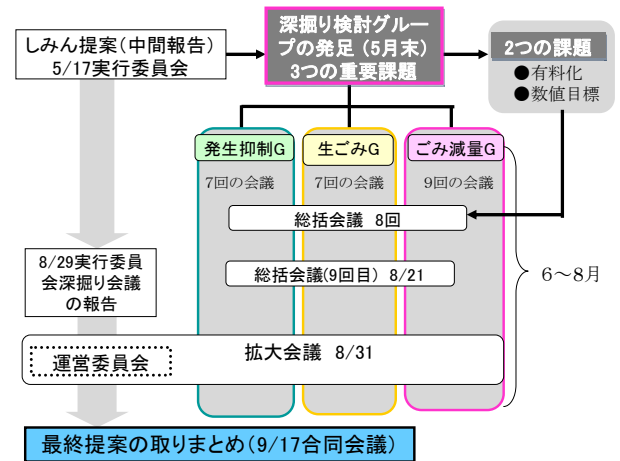 しみん提案（中間報告）
5/17実行委員会
深掘り検討グルー
プの発足（5月末）
3つの重要課題
2つの課題
●有料化
●数値目標
発生抑制G
生ごみG
ごみ減量G
7回の会議
7回の会議
9回の会議
総括会議 8回
8/29実行委員
会深掘り会議
の報告
総括会議(9回目) 8/21
6～8月
拡大会議 8/31
運営委員会
最終提案の取りまとめ（9/17合同会議）